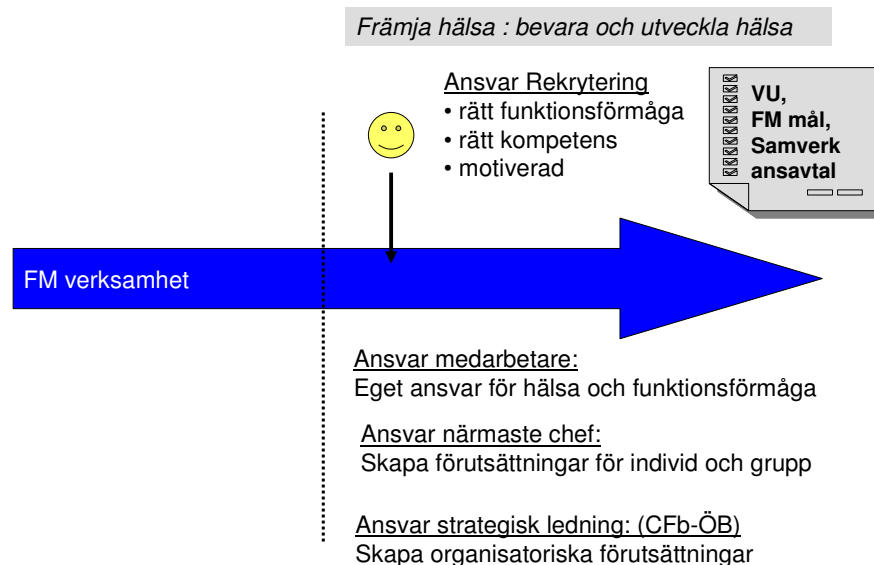 Främja hälsa : bevara och utveckla hälsa
Ansvar Rekrytering
• rätt funktionsförmåga
• rätt kompetens
• motiverad
VU,
FM mål,
Samverk
ansavtal
FM verksamhet
Ansvar medarbetare:
Eget ansvar för hälsa och funktionsförmåga
Ansvar närmaste chef:
Skapa förutsättningar för individ och grupp
Ansvar strategisk ledning: (CFb-ÖB)
Skapa organisatoriska förutsättningar